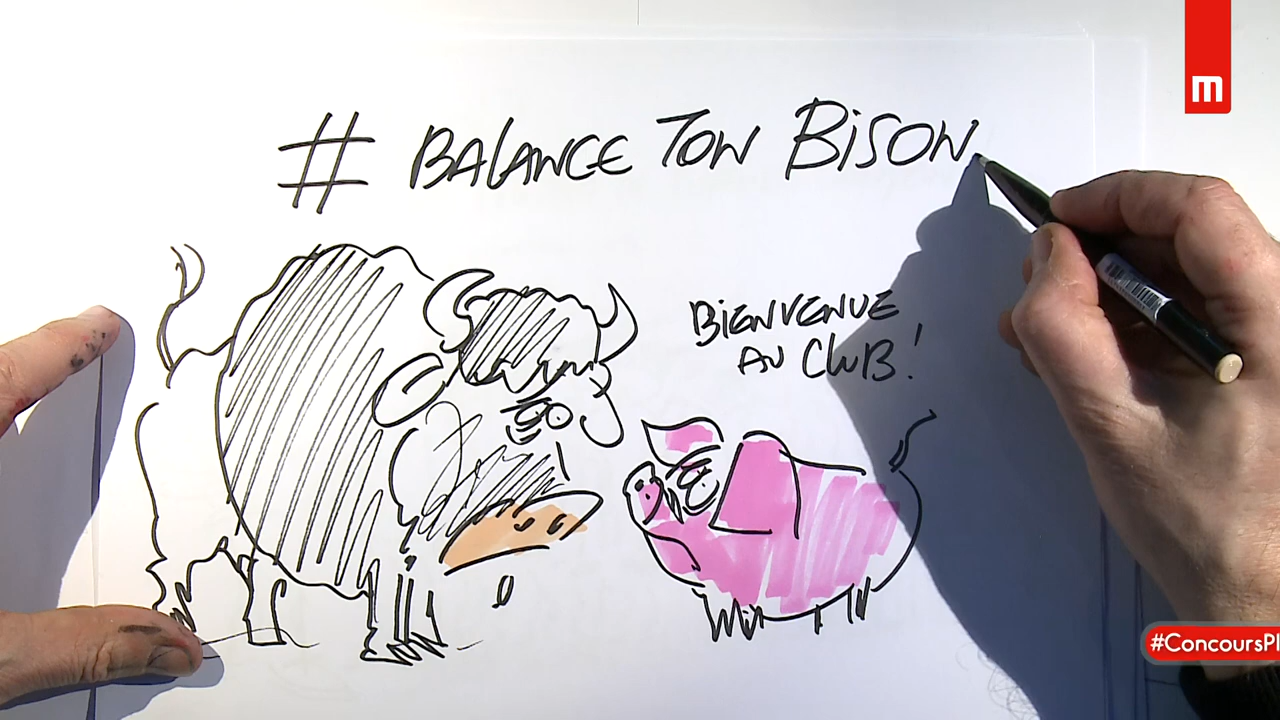 # BALANCE TON BISON
BIENVENUE
AU CLUB !
m
#ConcoursPl